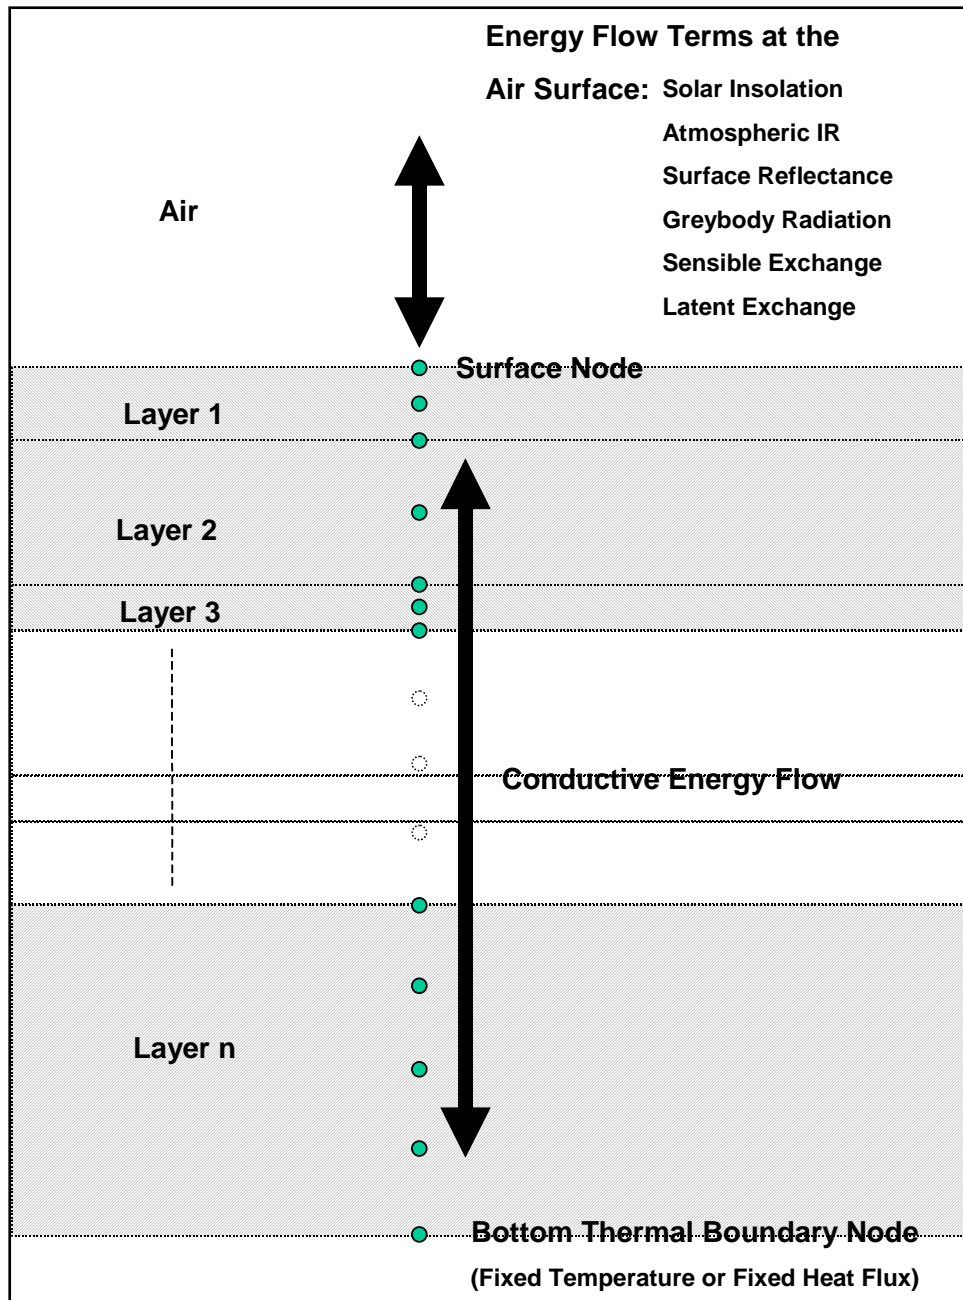 Energy Flow Terms at the
Air Surface: Solar Insolation
Atmospheric IR
Surface Reflectance
Greybody Radiation
Sensible Exchange
Latent Exchange
Air
Surface Node
Layer 1
Layer 2
Layer 3
Conductive Energy Flow
Layer n
Bottom Thermal Boundary Node
(Fixed Temperature or Fixed Heat Flux)